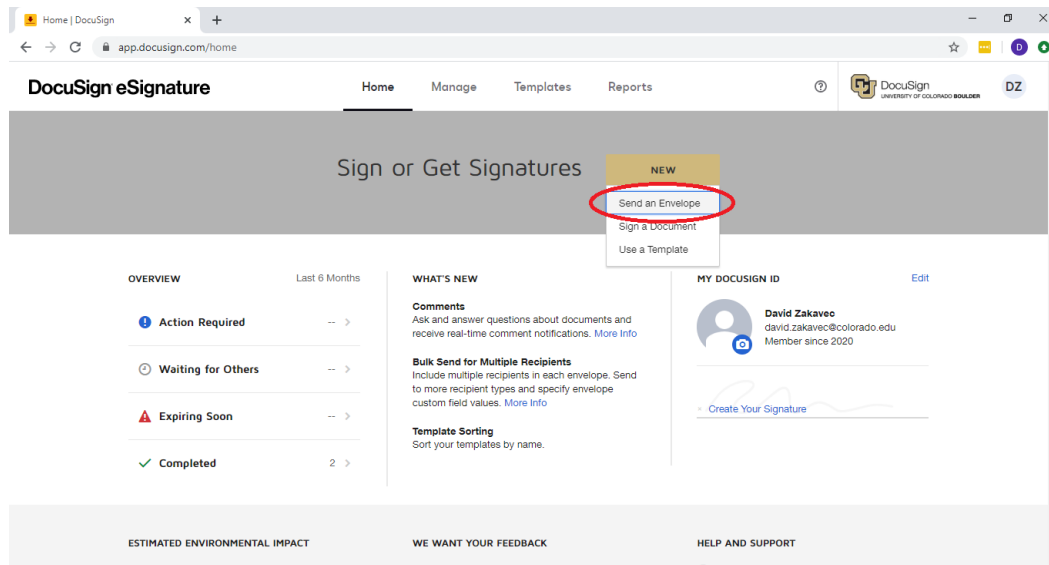 Home | DocuSign
app.docusign.com/home
D
DocuSign eSignature
Home
Manage
Templates
Reports
DocuSign
UNIVERSITY OF COLORADO BOULDER
DZ
Sign or Get Signatures
NEW
Send an Envelope
Sign a Document
Use a Template
OVERVIEW
Last 6 Months
Action Required
--
Waiting for Others
--
Expiring Soon
--
Completed
2
WHAT'S NEW
Comments
Ask and answer questions about documents and
receive real-time comment notifications. More Info
Bulk Send for Multiple Recipients
Include multiple recipients in each envelope. Send
to more recipient types and specify envelope
custom field values. More Info
Template Sorting
Sort your templates by name.
MY DOCUSIGN ID
Edit
David Zakavec
david.zakavec@colorado.edu
Member since 2020
Create Your Signature
ESTIMATED ENVIRONMENTAL IMPACT
WE WANT YOUR FEEDBACK
HELP AND SUPPORT